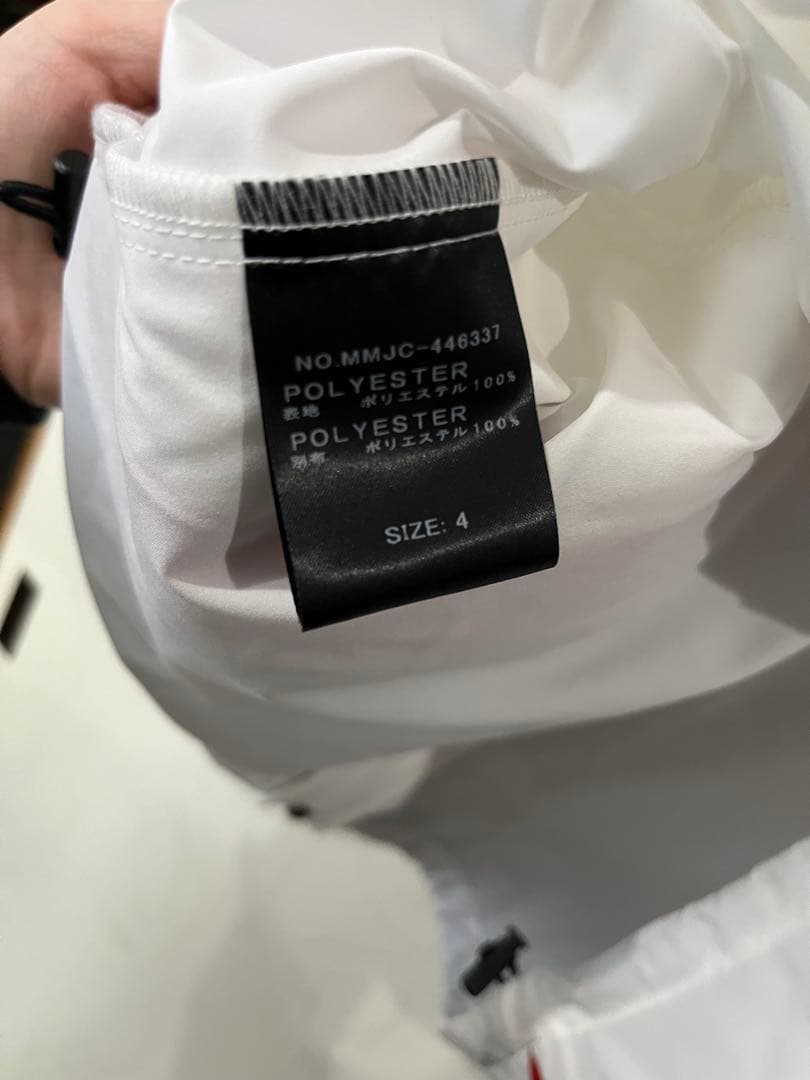 NO.MMJC-446337
POLYESTER
表地 ポリエステル100%
POLYESTER
別布 ポリエステル100%
SIZE: 4